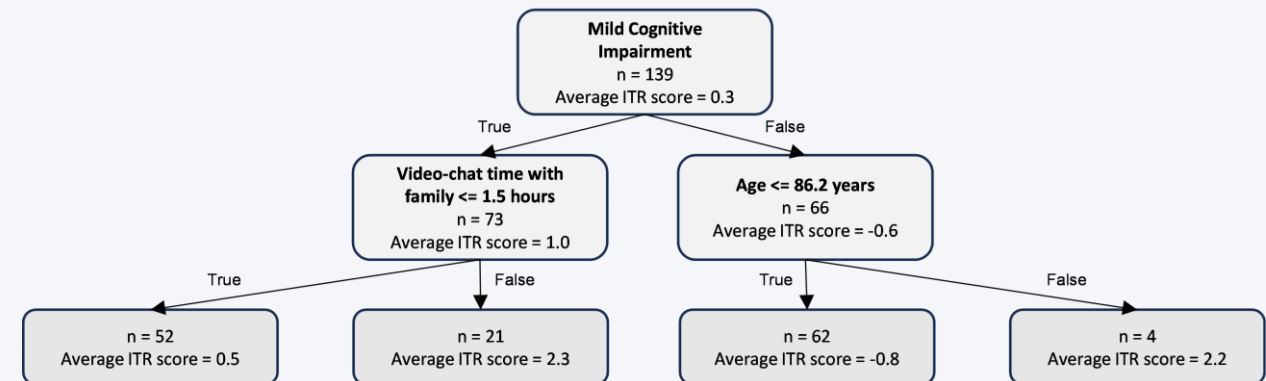 Mild Cognitive
Impairment
n = 139
Average ITR score = 0.3
True
False
Video-chat time with
family <= 1.5 hours
n = 73
Average ITR score = 1.0
Age <= 86.2 years
n = 66
Average ITR score = -0.6
True
False
True
False
n = 52
Average ITR score = 0.5
n = 21
Average ITR score = 2.3
n = 62
Average ITR score = -0.8
n = 4
Average ITR score = 2.2